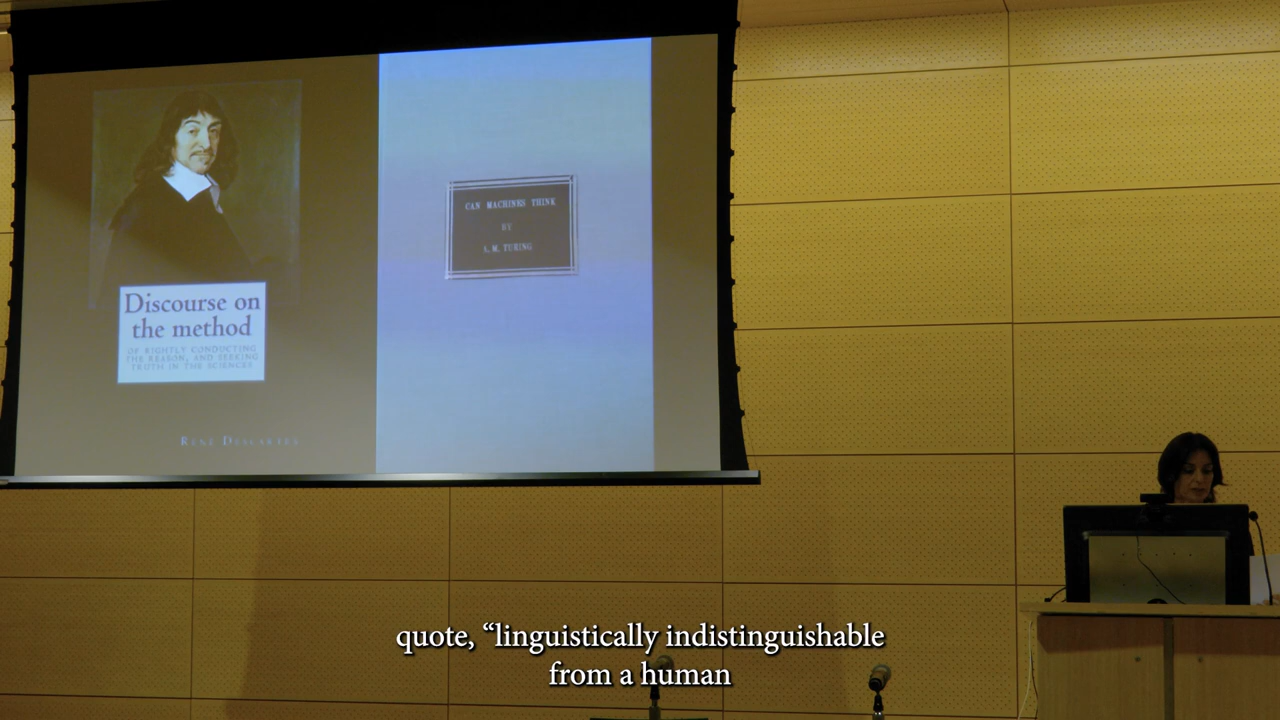 Discourse on
the method
OF RIGHTLY CONDUCTING
THE REASON, AND SEEKING
TRUTH IN THE SCIENCES
RENÉ DESCARTES
CAN MACHINES THINK
BY
A. M. TURING
quote, “linguistically indistinguishable
from a human